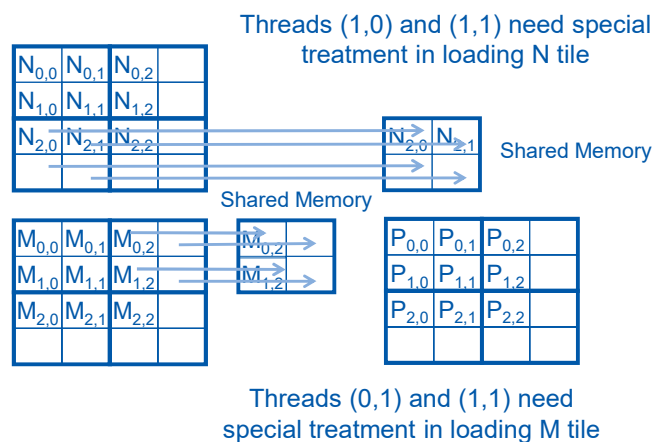 Threads (1,0) and (1,1) need special
treatment in loading N tile
N0,0 N0,1 N0,2
N1,0 N1,1 N1,2
N2,0 N2,1 N2,2
N2,0 N2,1
Shared Memory
Shared Memory
M0,0 M0,1 M0,2
M1,0 M1,1 M1,2
M2,0 M2,1 M2,2
M0,2
M1,2
P0,0 P0,1 P0,2
P1,0 P1,1 P1,2
P2,0 P2,1 P2,2
Threads (0,1) and (1,1) need
special treatment in loading M tile